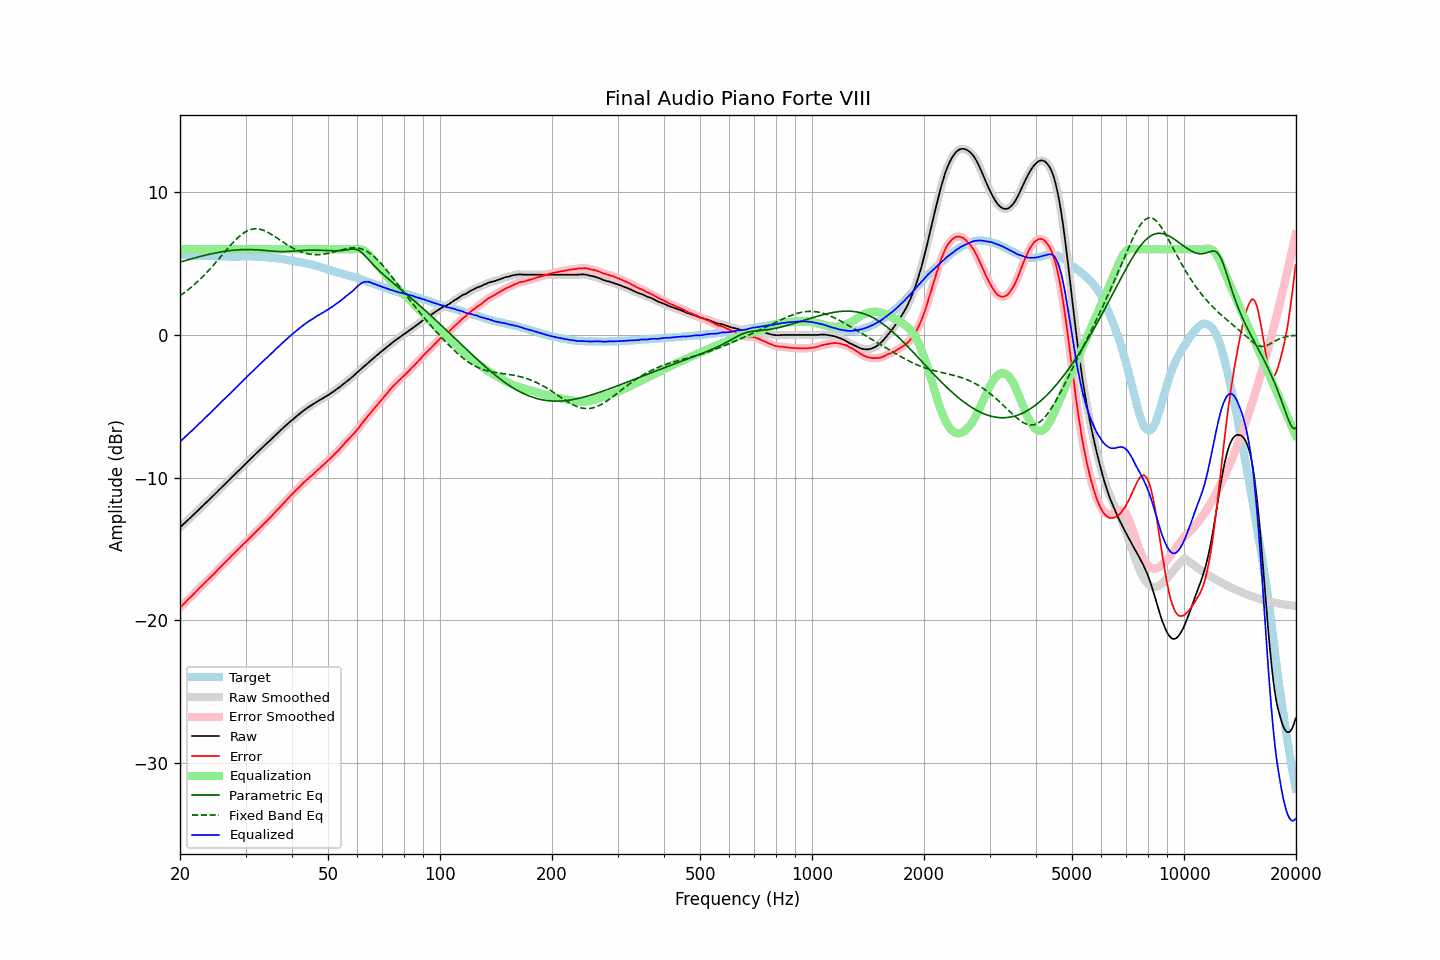 Final Audio Piano Forte VIII
Amplitude (dBr)
10
0
−10
−20
−30
Target
Raw Smoothed
Error Smoothed
Raw
Error
Equalization
Parametric Eq
Fixed Band Eq
Equalized
20 50 100 200 500 1000 2000 5000 10000 20000
Frequency (Hz)